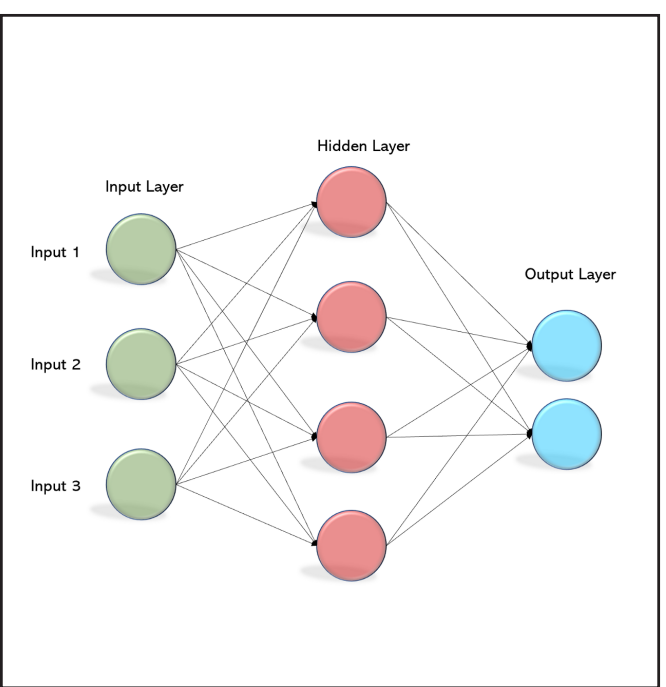 Hidden Layer
Input Layer
Input 1
Output Layer
Input 2
Input 3